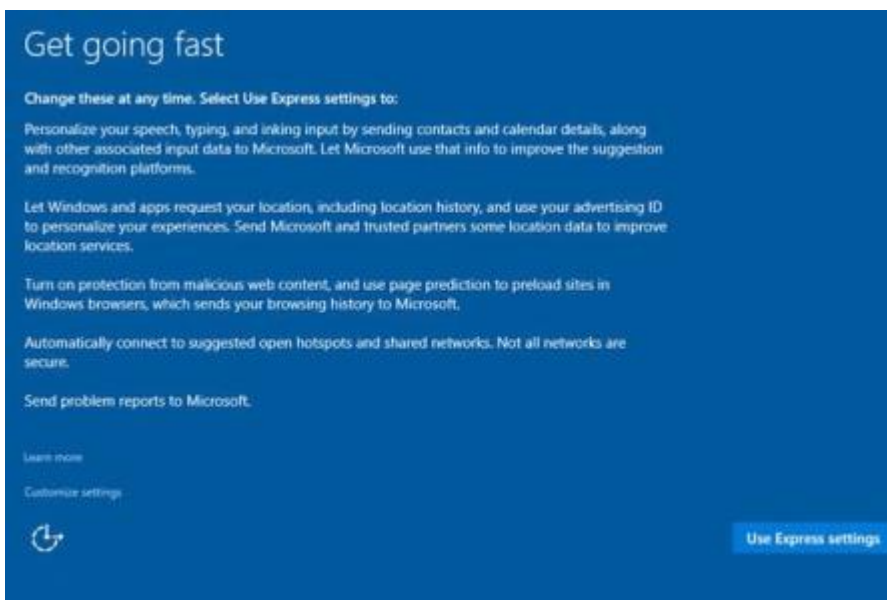 Get going fast
Change these at any time. Select Use Express settings to:
Personalize your speech, typing, and inking input by sending contacts and calendar details, along
with other associated input data to Microsoft. Let Microsoft use that info to improve the suggestion
and recognition platforms.
Let Windows and apps request your location, including location history, and use your advertising ID
to personalize your experiences. Send Microsoft and trusted partners some location data to improve
location services.
Turn on protection from malicious web content, and use page prediction to preload sites in
Windows browsers, which sends your browsing history to Microsoft.
Automatically connect to suggested open hotspots and shared networks. Not all networks are
secure.
Send problem reports to Microsoft.
Learn more
Customize settings
Use Express settings